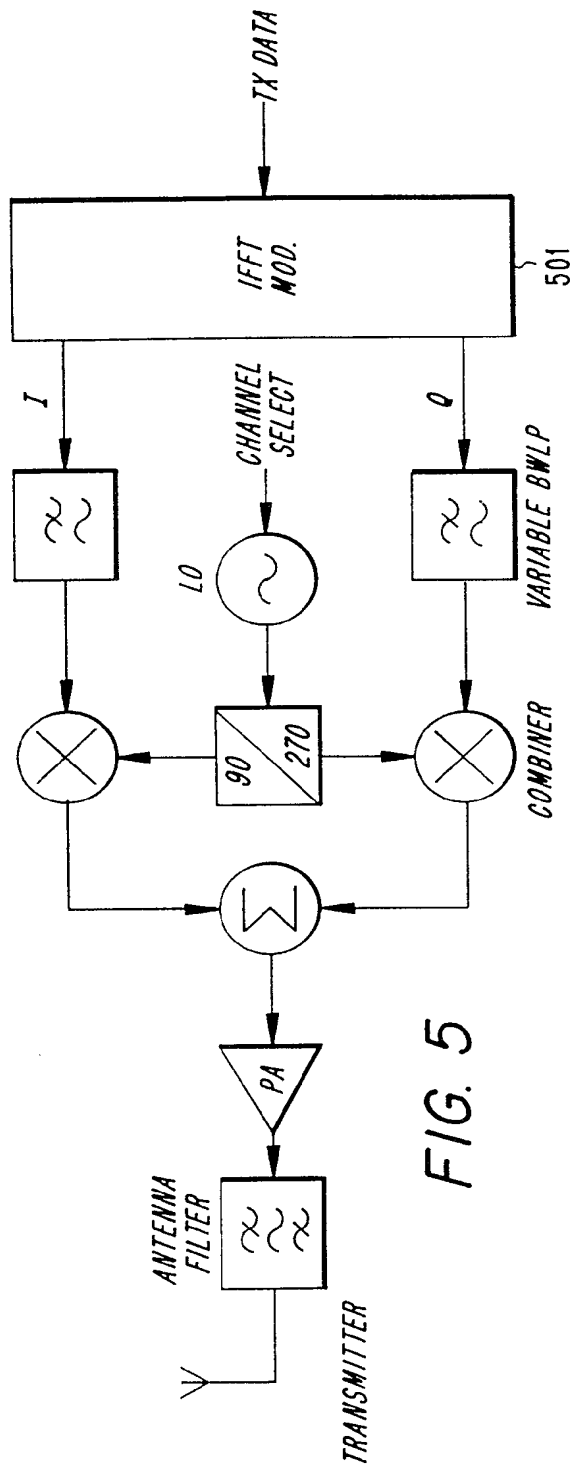 TX DATA
IFFT
MOD.
501
I
Q
CHANNEL
SELECT
LO
VARIABLE BWLP
90
270
COMBINER
Σ
PA
ANTENNA
FILTER
TRANSMITTER
FIG. 5